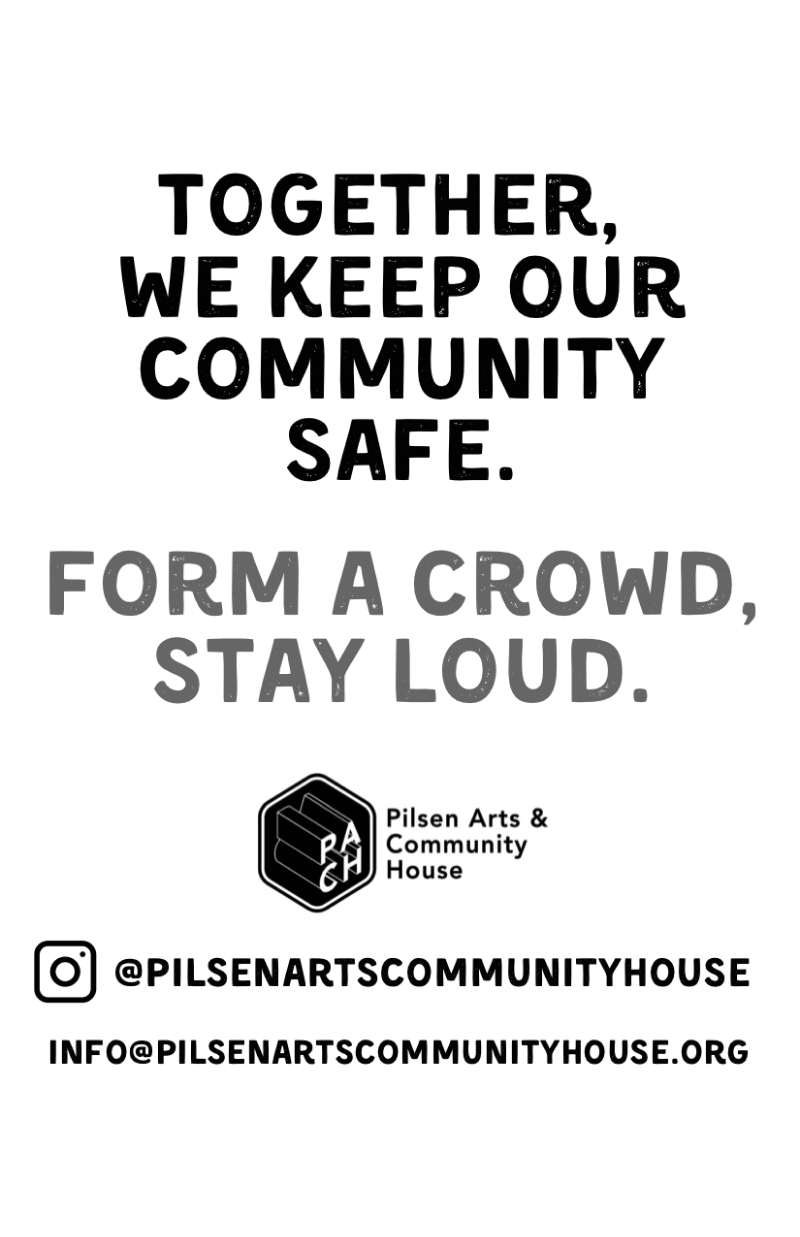 TOGETHER,
WE KEEP OUR
COMMUNITY
SAFE.
FORM A CROWD,
STAY LOUD.
PACH
Pilsen Arts &
Community
House
@PILSENARTSCOMMUNITYHOUSE
INFO@PILSENARTSCOMMUNITYHOUSE.ORG